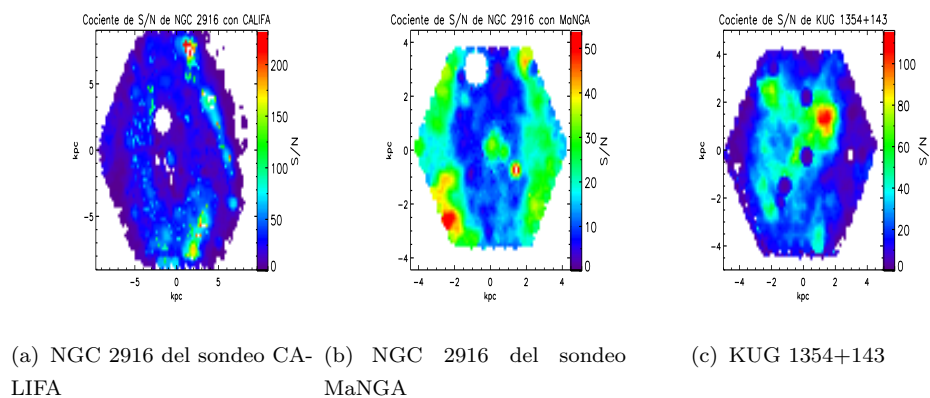 Cociente de S/N de NGC 2916 con CALIFA
5
0
-5
kpc
-5 0 5
kpc
200
150
100
50
0
S/N
Cociente de S/N de NGC 2916 con MaNGA
4
2
0
-2
-4
kpc
-4 -2 0 2 4
kpc
50
40
30
20
10
0
S/N
Cociente de S/N de KUG 1354+143
4
2
0
-2
-4
kpc
-4 -2 0 2 4
kpc
100
80
60
40
20
0
S/N
(a) NGC 2916 del sondeo CA-
LIFA
(b) NGC 2916 del sondeo
MaNGA
(c) KUG 1354+143